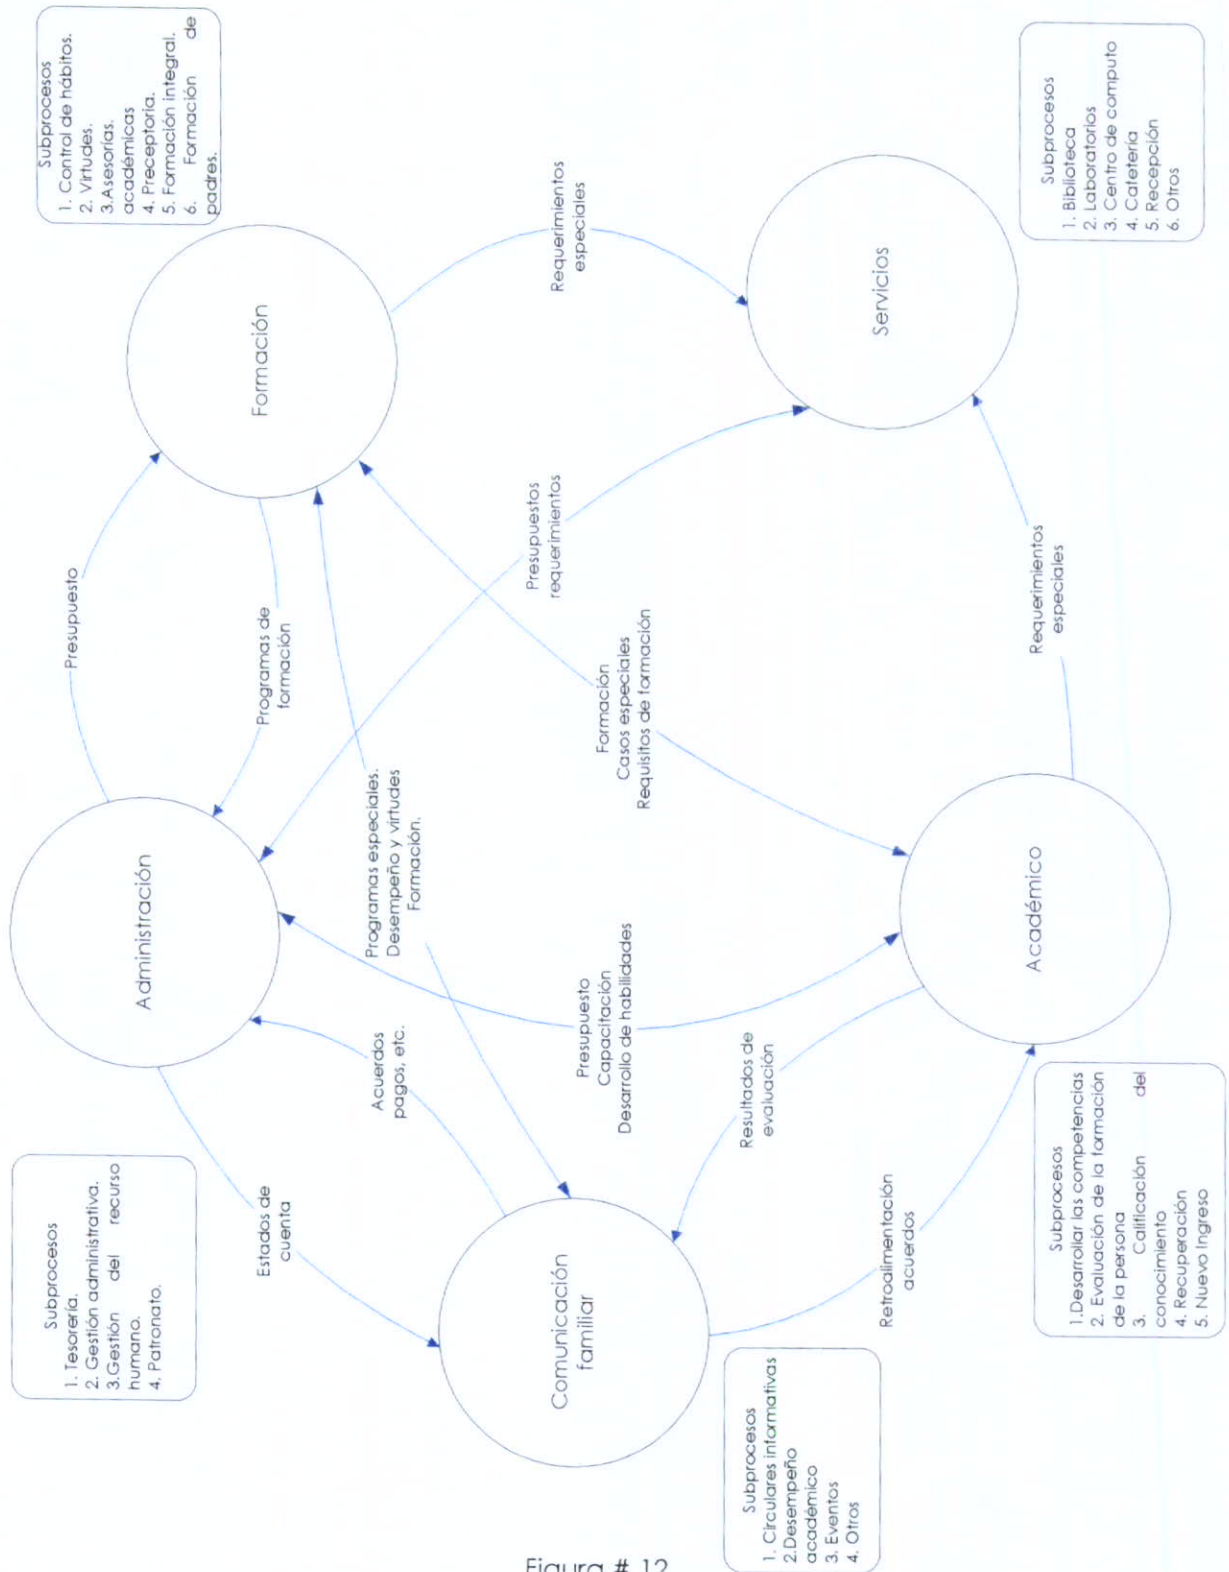 Subprocesos
1. Tesorería.
2. Gestión administrativa.
3.Gestión del recurso
humano.
4. Patronato.
Administración
Presupuesto
Subprocesos
1. Control de hábitos.
2. Virtudes.
3.Asesorías.
académicas
4. Preceptoria.
5. Formación integral.
6. Formación de
padres.
Formación
Programas de
formación
Estados de
cuenta
Acuerdos
pagos, etc.
Programas especiales.
Desempeño y virtudes
Formación.
Presupuestos
requerimientos
Requerimientos
especiales
Comunicación
familiar
Presupuesto
Capacitación
Desarrollo de habilidades
Formación
Casos especiales
Requisitos de formación
Servicios
Resultados de
evaluación
Retroalimentación
acuerdos
Académico
Requerimientos
especiales
Subprocesos
1. Circulares informativas
2.Desempeño
académico
3. Eventos
4. Otros
Subprocesos
1.Desarrollar las competencias
2. Evaluación de la formación
de la persona
3. Calificación del
conocimiento
4. Recuperación
5. Nuevo Ingreso
Subprocesos
1. Biblioteca
2. Laboratorios
3. Centro de computo
4. Cafetería
5. Recepción
6. Otros
Figura # 12